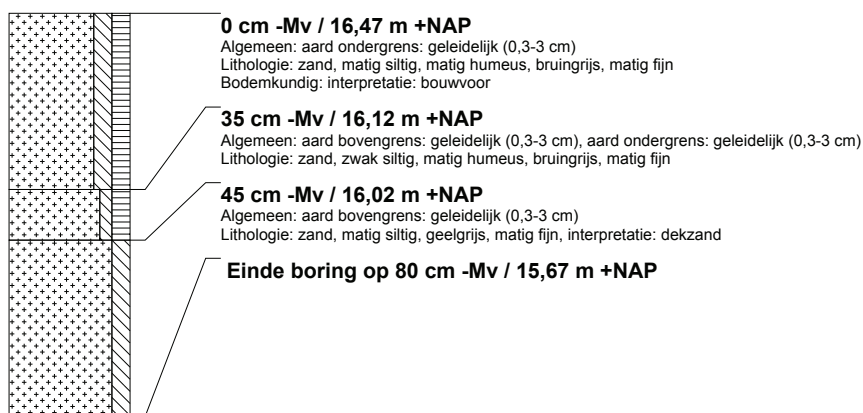 0 cm -Mv / 16,47 m +NAP
Algemeen: aard ondergrens: geleidelijk (0,3-3 cm)
Lithologie: zand, matig siltig, matig humeus, bruingrijs, matig fijn
Bodemkundig: interpretatie: bouwvoor
35 cm -Mv / 16,12 m +NAP
Algemeen: aard bovengrens: geleidelijk (0,3-3 cm), aard ondergrens: geleidelijk (0,3-3 cm)
Lithologie: zand, zwak siltig, matig humeus, bruingrijs, matig fijn
45 cm -Mv / 16,02 m +NAP
Algemeen: aard bovengrens: geleidelijk (0,3-3 cm)
Lithologie: zand, matig siltig, geelgrijs, matig fijn, interpretatie: dekzand
Einde boring op 80 cm -Mv / 15,67 m +NAP